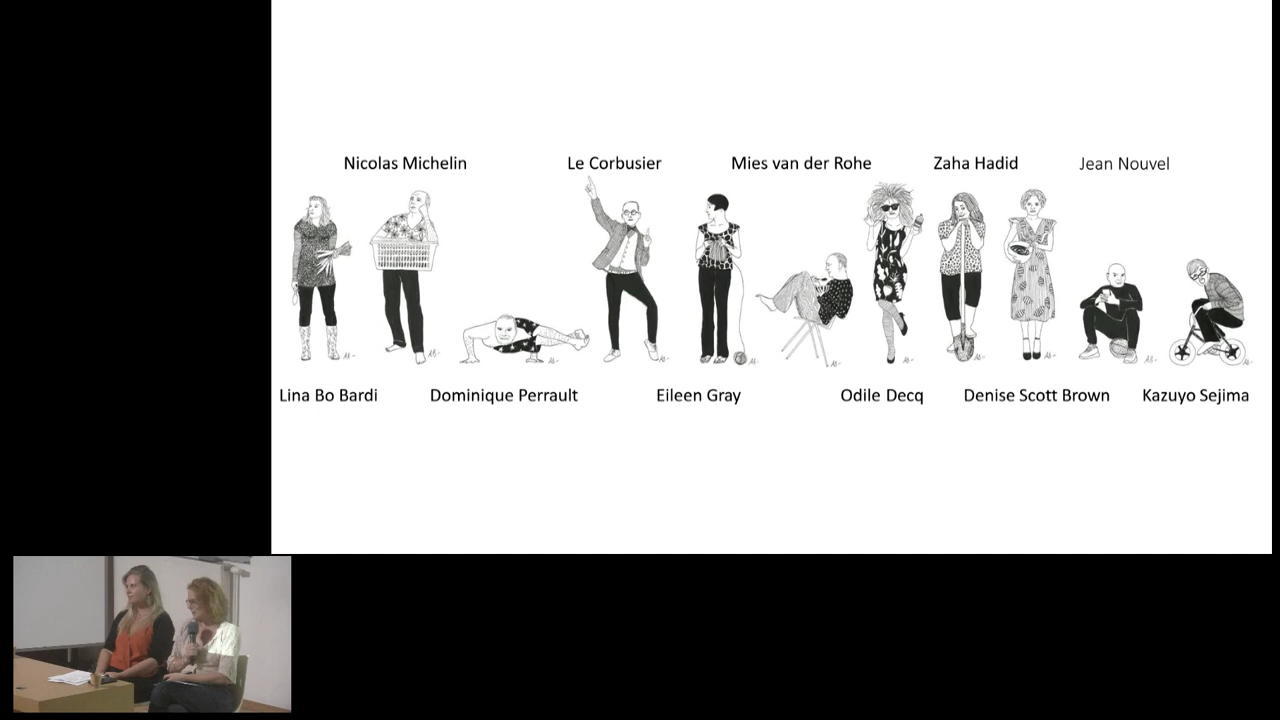 Nicolas Michelin
Le Corbusier
Mies van der Rohe
Zaha Hadid
Jean Nouvel
Lina Bo Bardi
Dominique Perrault
Eileen Gray
Odile Decq
Denise Scott Brown
Kazuyo Sejima